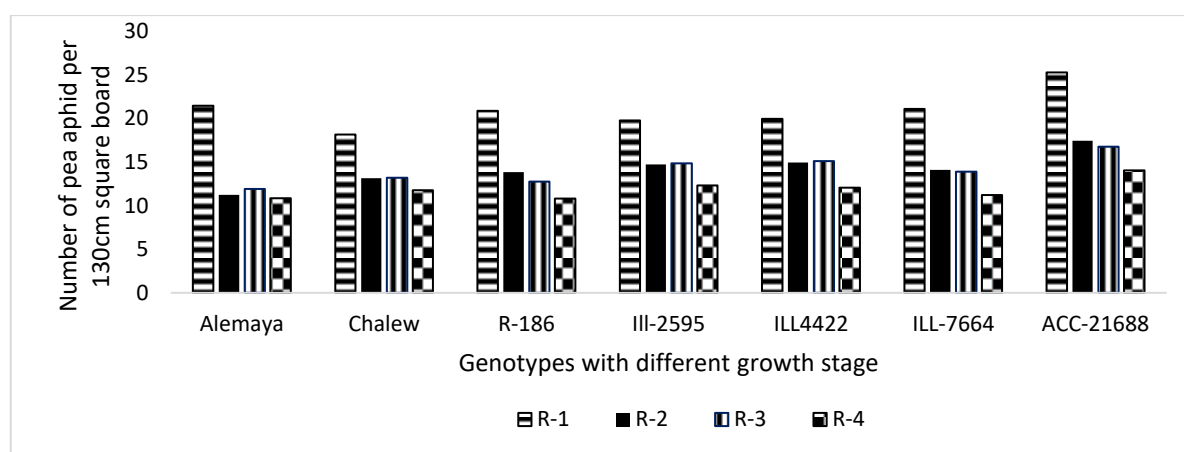 Number of pea aphid per
130cm square board
30
25
20
15
10
5
0
Alemaya Chalew R-186 Ill-2595 ILL4422 ILL-7664 ACC-21688
Genotypes with different growth stage
R-1 R-2 R-3 R-4